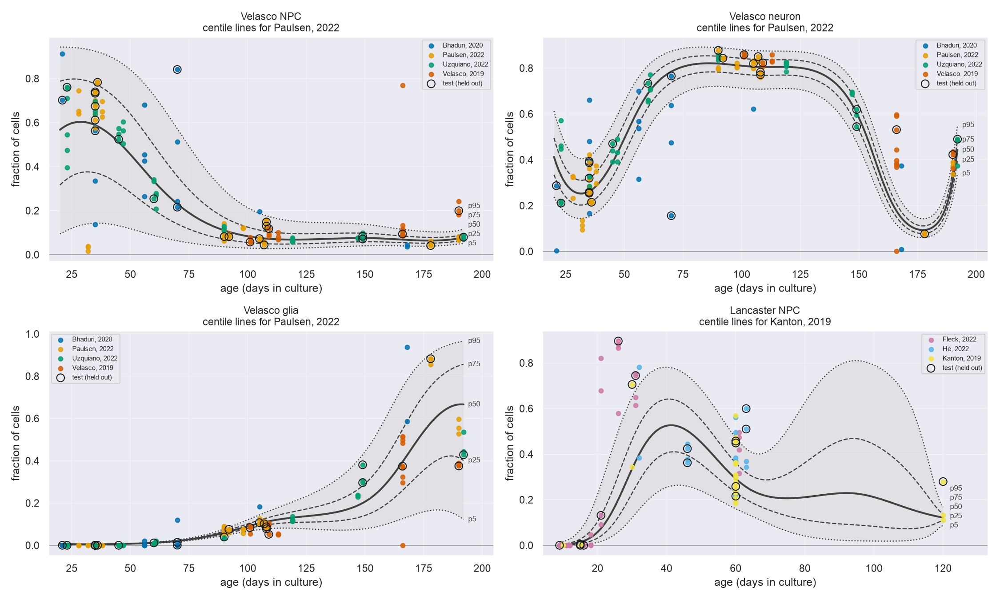 Velasco NPC
centile lines for Paulsen, 2022
fraction of cells
0.8
0.6
0.4
0.2
0.0
Bhaduri, 2020
Paulsen, 2022
Uzquiano, 2022
Velasco, 2019
test (held out)
p95
p75
p50
p25
p5
25 50 75 100 125 150 175 200
age (days in culture)
Velasco neuron
centile lines for Paulsen, 2022
fraction of cells
0.8
0.6
0.4
0.2
0.0
Bhaduri, 2020
Paulsen, 2022
Uzquiano, 2022
Velasco, 2019
test (held out)
p95
p75
p50
p25
p5
25 50 75 100 125 150 175 200
age (days in culture)
Velasco glia
centile lines for Paulsen, 2022
fraction of cells
1.0
0.8
0.6
0.4
0.2
0.0
Bhaduri, 2020
Paulsen, 2022
Uzquiano, 2022
Velasco, 2019
test (held out)
p95
p75
p50
p25
p5
25 50 75 100 125 150 175 200
age (days in culture)
Lancaster NPC
centile lines for Kanton, 2019
fraction of cells
0.8
0.6
0.4
0.2
0.0
Fleck, 2022
He, 2022
Kanton, 2019
test (held out)
p95
p75
p50
p25
p5
20 40 60 80 100 120
age (days in culture)